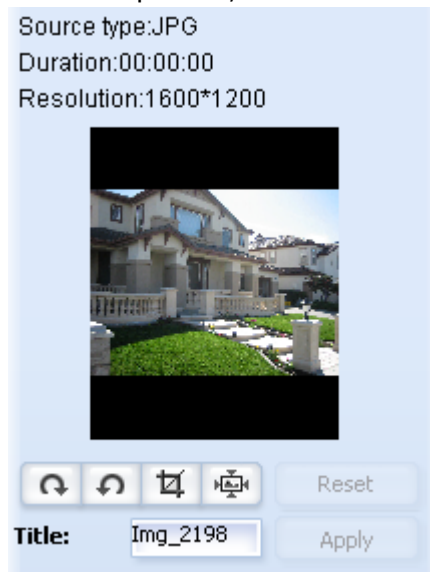 Source type:JPG
Duration:00:00:00
Resolution:1600*1200
Reset
Title: Img_2198 Apply